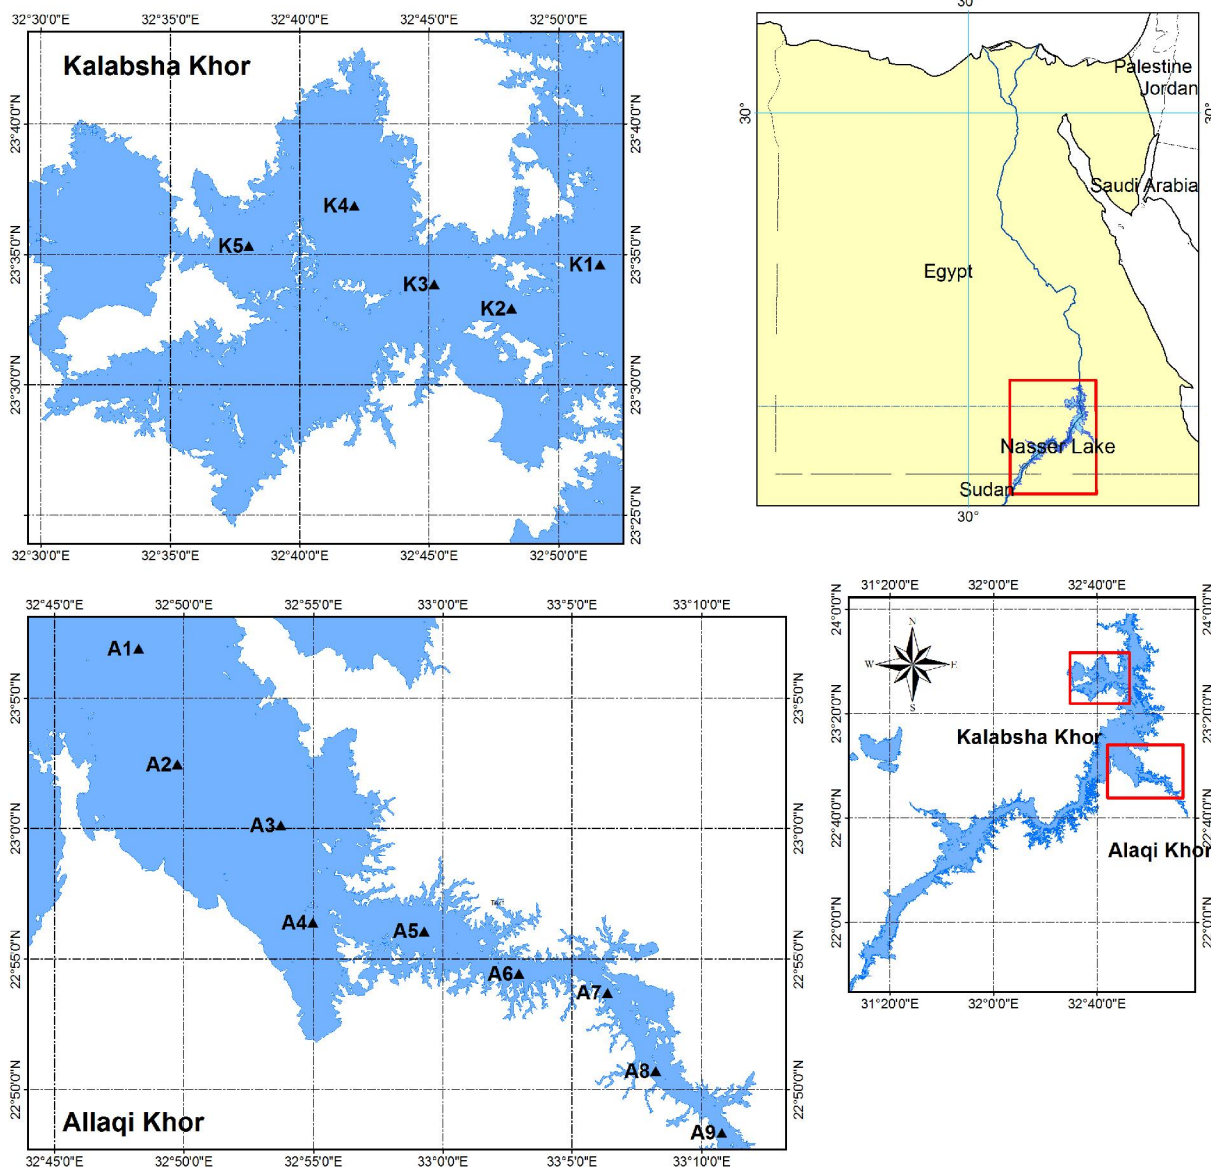 32°30'0"E 32°35'0"E 32°40'0"E 32°45'0"E 32°50'0"E
Kalabsha Khor
23°40'0"N 23°40'0"N
K4
K5
23°35'0"N 23°35'0"N
K1
K3
K2
23°30'0"N 23°30'0"N
23°25'0"N 23°25'0"N
32°30'0"E 32°35'0"E 32°40'0"E 32°45'0"E 32°50'0"E
30°
Palestine
Jordan
30° 30°
Saudi Arabia
Egypt
Nasser Lake
Sudan
30°
32°45'0"E 32°50'0"E 32°55'0"E 33°0'0"E 33°5'0"E 33°10'0"E
A1
23°5'0"N 23°5'0"N
A2
A3
23°0'0"N 23°0'0"N
A4
A5
22°55'0"N 22°55'0"N
A6
A7
A8
22°50'0"N 22°50'0"N
Allaqi Khor
A9
32°45'0"E 32°50'0"E 32°55'0"E 33°0'0"E 33°5'0"E 33°10'0"E
31°20'0"E 32°0'0"E 32°40'0"E
24°0'0"N 24°0'0"N
N
W E
S
23°20'0"N 23°20'0"N
Kalabsha Khor
22°40'0"N 22°40'0"N
Alaqi Khor
22°0'0"N 22°0'0"N
31°20'0"E 32°0'0"E 32°40'0"E